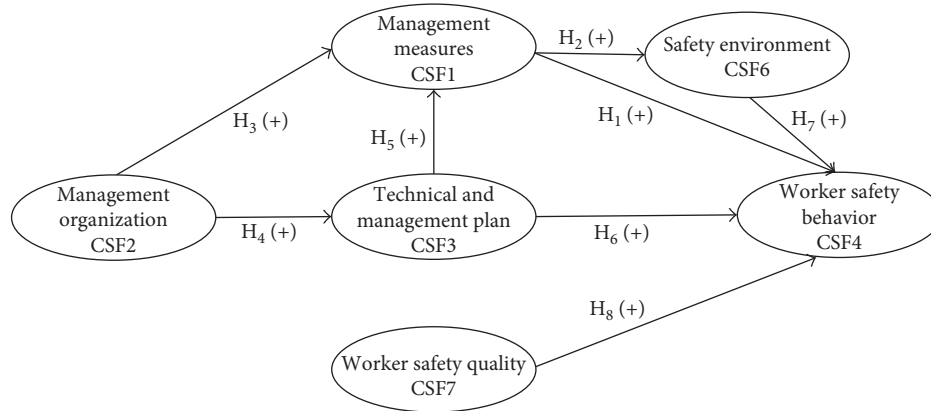 Management
measures
CSF1
H2 (+)
Safety environment
CSF6
H3 (+)
H5 (+)
H1 (+)
H7 (+)
Management
organization
CSF2
H4 (+)
Technical and
management plan
CSF3
H6 (+)
Worker safety
behavior
CSF4
H8 (+)
Worker safety quality
CSF7